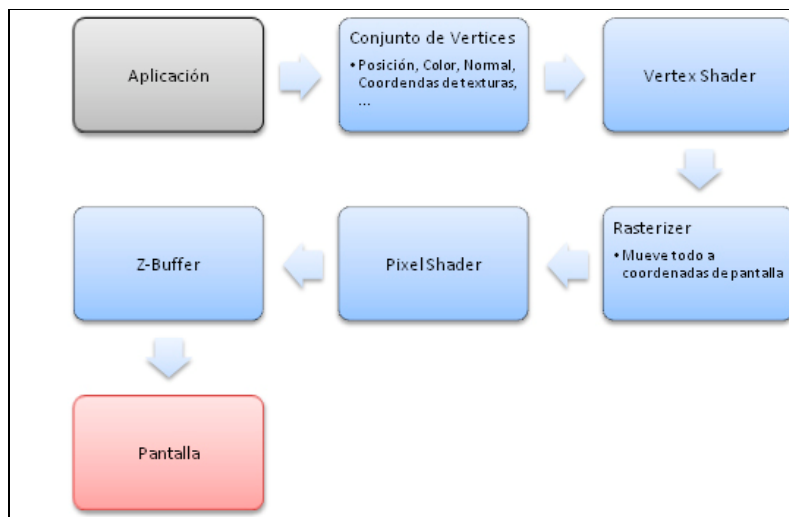 Aplicación
Conjunto de Vertices
• Posición, Color, Normal,
Coordendas de texturas,
...
Vertex Shader
Rasterizer
• Mueve todo a
coordenadas de pantalla
Pixel Shader
Z-Buffer
Pantalla